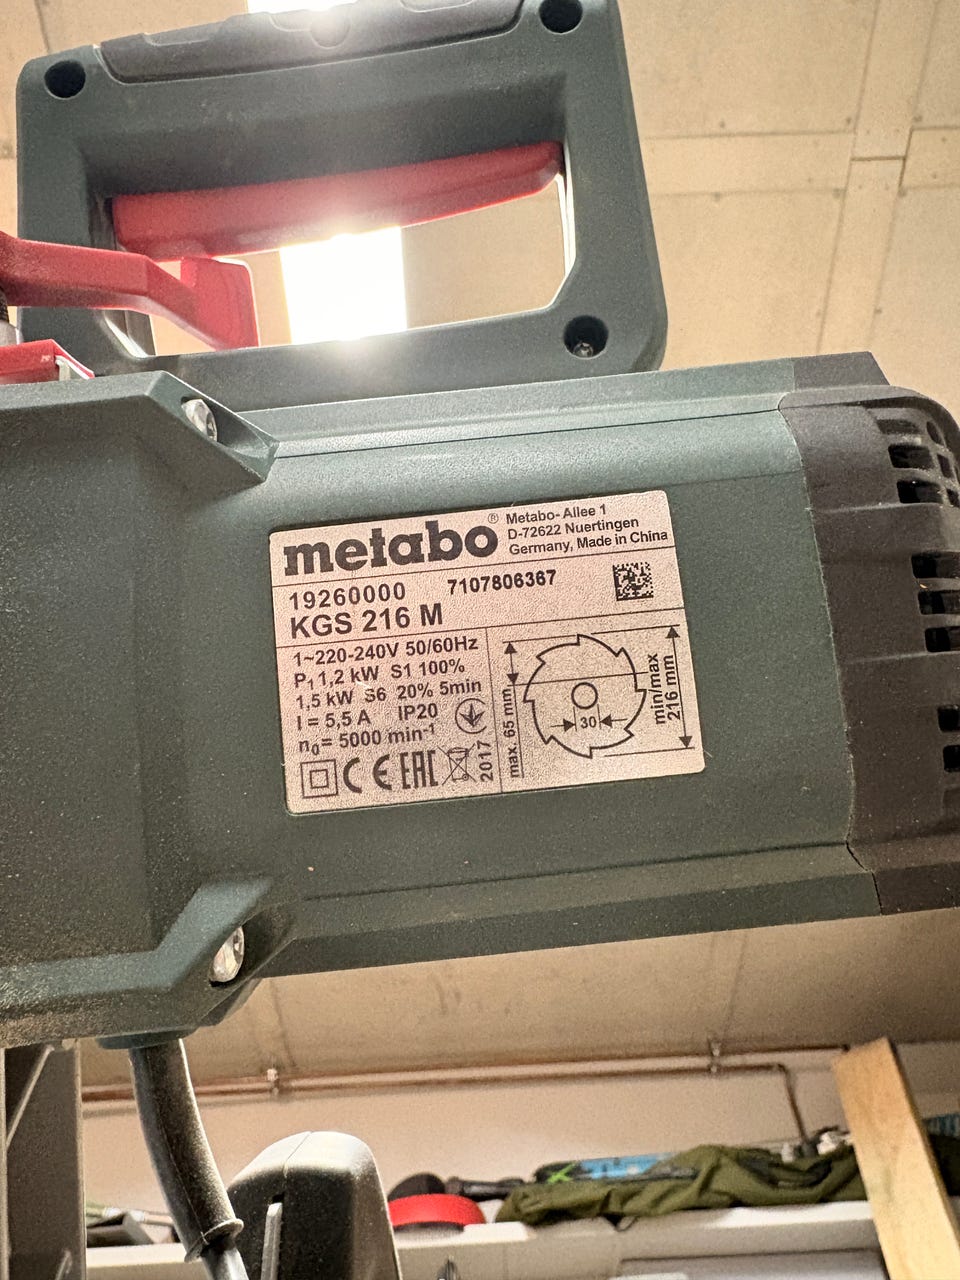 metabo®
Metabo-Allee 1
D-72622 Nuertingen
Germany, Made in China
19260000
7107806367
KGS 216 M
1~220-240V 50/60Hz
P1 1,2 kW S1 100%
1,5 kW S6 20% 5min
I = 5,5 A IP20
n0 = 5000 min-1
CE EAC
2017
max. 65 mm
30
min/max
216 mm